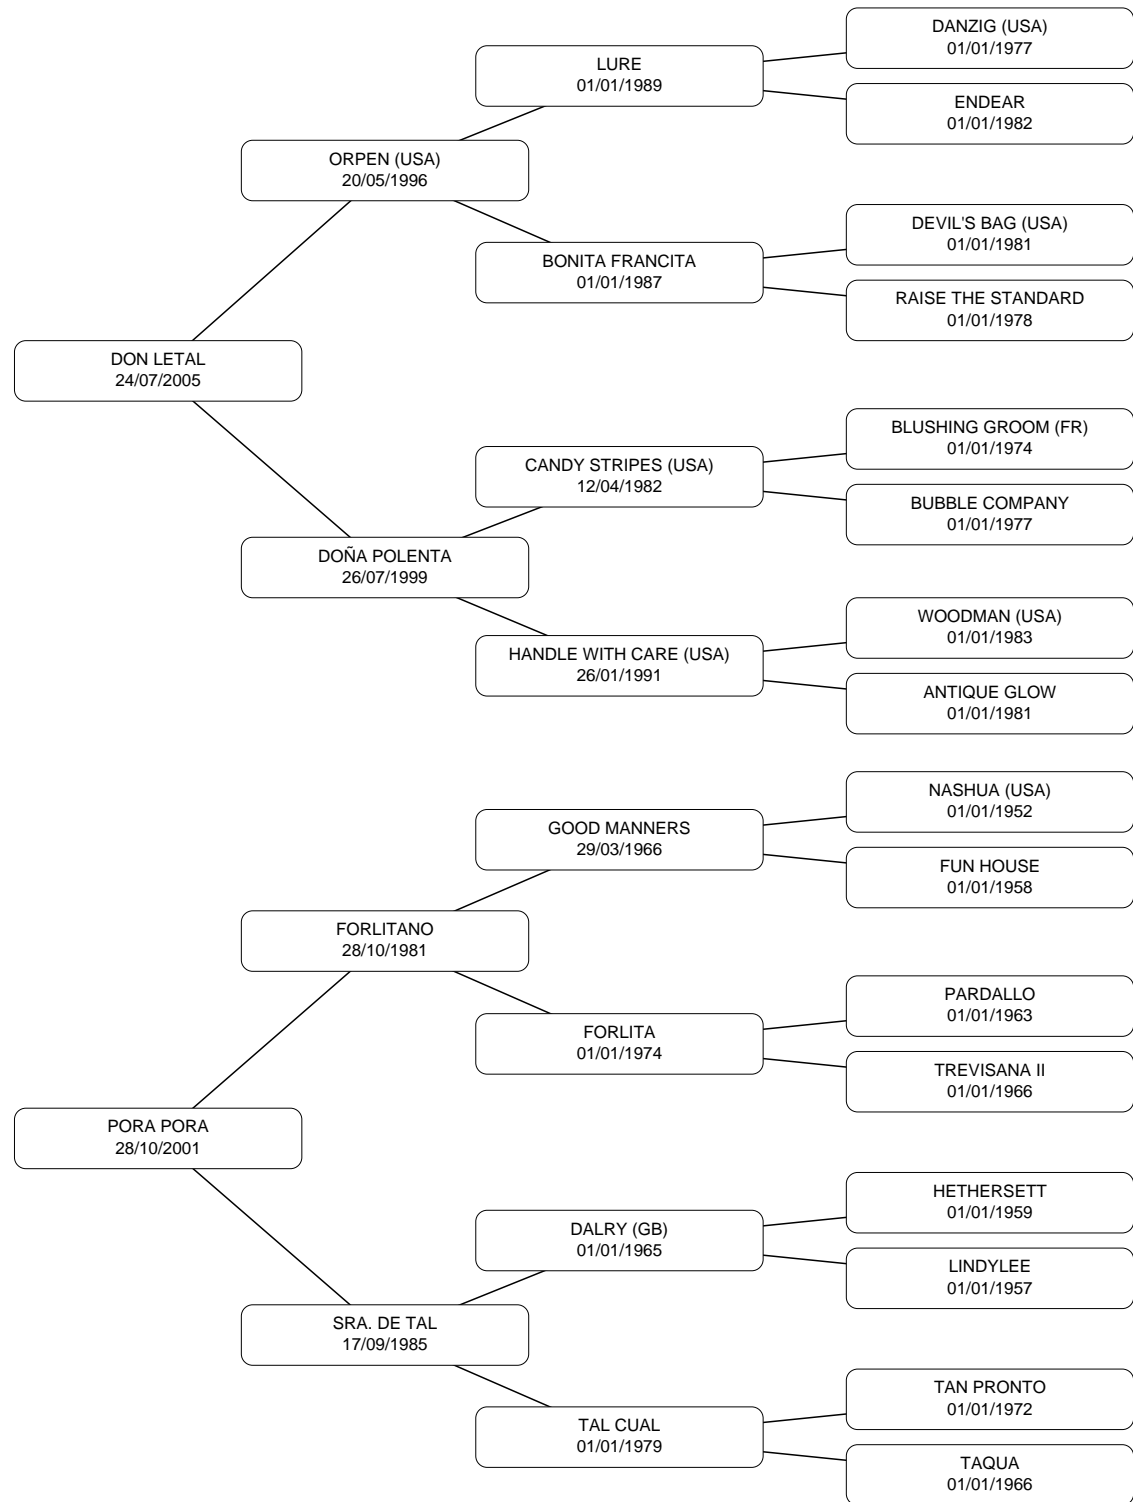 DANZIG (USA)
01/01/1977
LURE
01/01/1989
ENDEAR
01/01/1982
ORPEN (USA)
20/05/1996
DEVIL'S BAG (USA)
01/01/1981
BONITA FRANCITA
01/01/1987
RAISE THE STANDARD
01/01/1978
DON LETAL
24/07/2005
BLUSHING GROOM (FR)
01/01/1974
CANDY STRIPES (USA)
12/04/1982
BUBBLE COMPANY
01/01/1977
DOÑA POLENTA
26/07/1999
WOODMAN (USA)
01/01/1983
HANDLE WITH CARE (USA)
26/01/1991
ANTIQUE GLOW
01/01/1981
NASHUA (USA)
01/01/1952
GOOD MANNERS
29/03/1966
FUN HOUSE
01/01/1958
FORLITANO
28/10/1981
PARDALLO
01/01/1963
FORLITA
01/01/1974
TREVISANA II
01/01/1966
PORA PORA
28/10/2001
HETHERSETT
01/01/1959
DALRY (GB)
01/01/1965
LINDYLEE
01/01/1957
SRA. DE TAL
17/09/1985
TAN PRONTO
01/01/1972
TAL CUAL
01/01/1979
TAQUA
01/01/1966